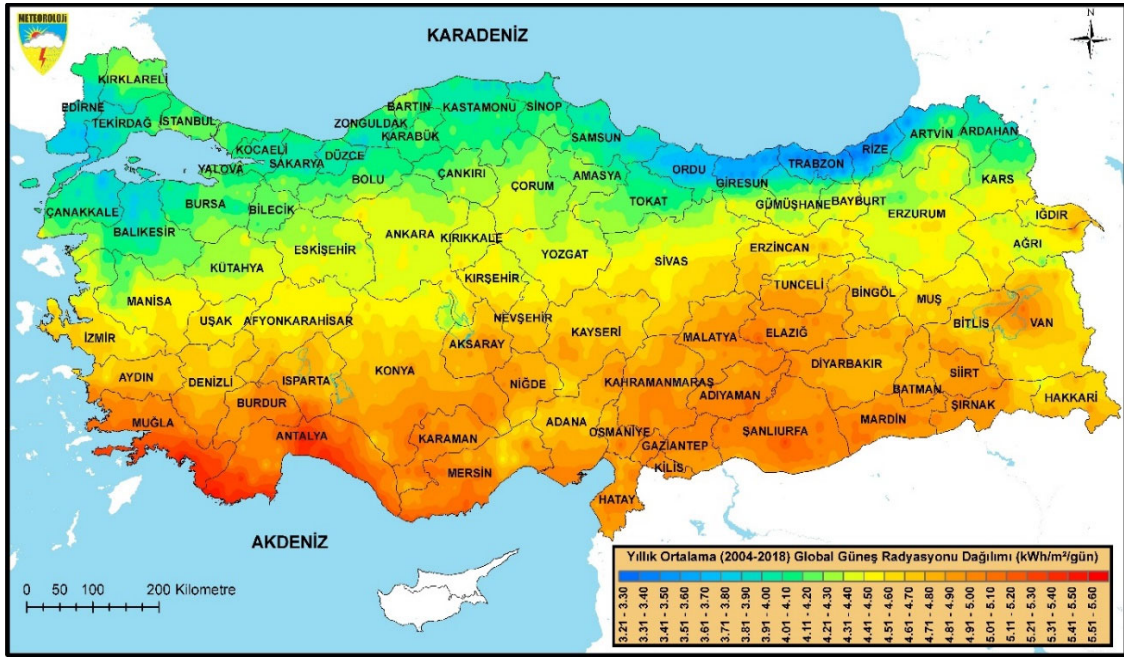 METEOROLOJİ
KARADENİZ
KIRKLARELİ
EDİRNE
TEKİRDAĞ
İSTANBUL
KOCAELİ
YALOVA
SAKARYA
DÜZCE
ZONGULDAK
BARTIN
KARABÜK
KASTAMONU
SİNOP
SAMSUN
ORDU
GİRESUN
TRABZON
RİZE
ARTVİN
ARDAHAN
KARS
ÇANAKKALE
BALIKESİR
BURSA
BİLECİK
BOLU
ÇANKIRI
ÇORUM
AMASYA
TOKAT
GÜMÜŞHANE
BAYBURT
ERZURUM
IĞDIR
AĞRI
KÜTAHYA
ESKİŞEHİR
ANKARA
KIRIKKALE
KIRŞEHİR
YOZGAT
SİVAS
ERZİNCAN
TUNCELİ
BİNGÖL
MUŞ
BİTLİS
VAN
MANİSA
UŞAK
AFYONKARAHİSAR
NEVŞEHİR
KAYSERİ
MALATYA
ELAZIĞ
DİYARBAKIR
İZMİR
AYDIN
DENİZLİ
ISPARTA
BURDUR
KONYA
AKSARAY
NİĞDE
KAHRAMANMARAŞ
ADIYAMAN
BATMAN
SİİRT
ŞIRNAK
HAKKARİ
MUĞLA
ANTALYA
KARAMAN
MERSİN
ADANA
OSMANİYE
GAZİANTEP
KİLİS
ŞANLIURFA
MARDİN
HATAY
AKDENİZ
0 50 100 200 Kilometre
Yıllık Ortalama (2004-2018) Global Güneş Radyasyonu Dağılımı (kWh/m²/gün)
3.21 - 3.30
3.31 - 3.40
3.41 - 3.50
3.51 - 3.60
3.61 - 3.70
3.71 - 3.80
3.81 - 3.90
3.91 - 4.00
4.01 - 4.10
4.11 - 4.20
4.21 - 4.30
4.31 - 4.40
4.41 - 4.50
4.51 - 4.60
4.61 - 4.70
4.71 - 4.80
4.81 - 4.90
4.91 - 5.00
5.01 - 5.10
5.11 - 5.20
5.21 - 5.30
5.31 - 5.40
5.41 - 5.50
5.51 - 5.60